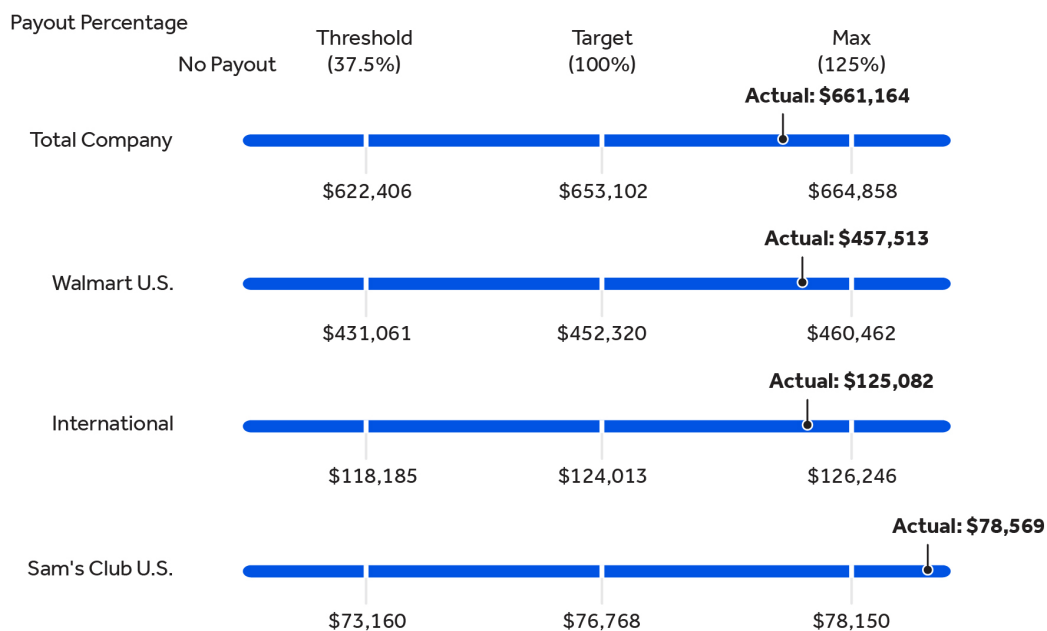 Payout Percentage
No Payout
Threshold
(37.5%)
Target
(100%)
Max
(125%)
Actual: $661,164
Total Company
$622,406
$653,102
$664,858
Actual: $457,513
Walmart U.S.
$431,061
$452,320
$460,462
Actual: $125,082
International
$118,185
$124,013
$126,246
Actual: $78,569
Sam's Club U.S.
$73,160
$76,768
$78,150